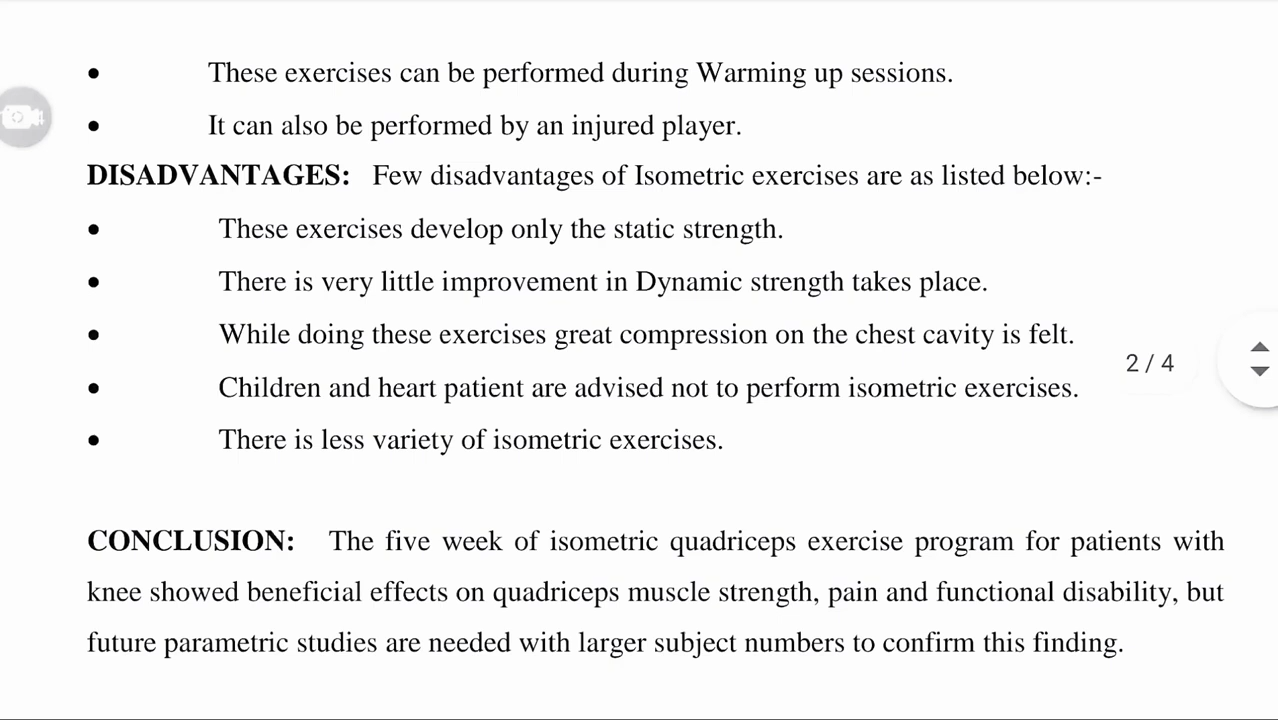 • These exercises can be performed during Warming up sessions.
• It can also be performed by an injured player.
DISADVANTAGES: Few disadvantages of Isometric exercises are as listed below:-
• These exercises develop only the static strength.
• There is very little improvement in Dynamic strength takes place.
• While doing these exercises great compression on the chest cavity is felt.
2 / 4
• Children and heart patient are advised not to perform isometric exercises.
• There is less variety of isometric exercises.
CONCLUSION: The five week of isometric quadriceps exercise program for patients with
knee showed beneficial effects on quadriceps muscle strength, pain and functional disability, but
future parametric studies are needed with larger subject numbers to confirm this finding.